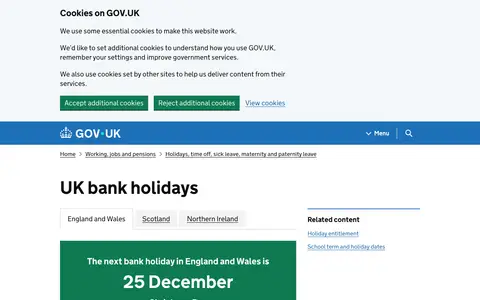 Cookies on GOV.UK
We use some essential cookies to make this website work.
We'd like to set additional cookies to understand how you use GOV.UK,
remember your settings and improve government services.
We also use cookies set by other sites to help us deliver content from their
services.
Accept additional cookies Reject additional cookies View cookies
GOV•UK Menu
Home > Working, jobs and pensions > Holidays, time off, sick leave, maternity and paternity leave
UK bank holidays
England and Wales Scotland Northern Ireland
Related content
Holiday entitlement
School term and holiday dates
The next bank holiday in England and Wales is
25 December